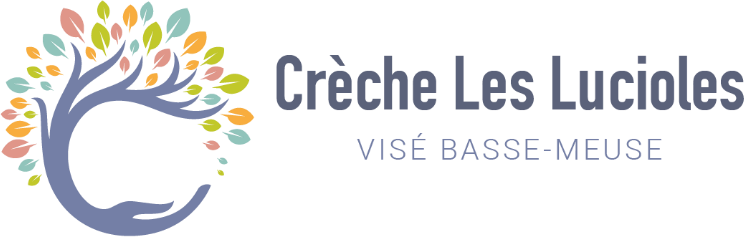 Crèche Les Lucioles
VISÉ BASSE-MEUSE